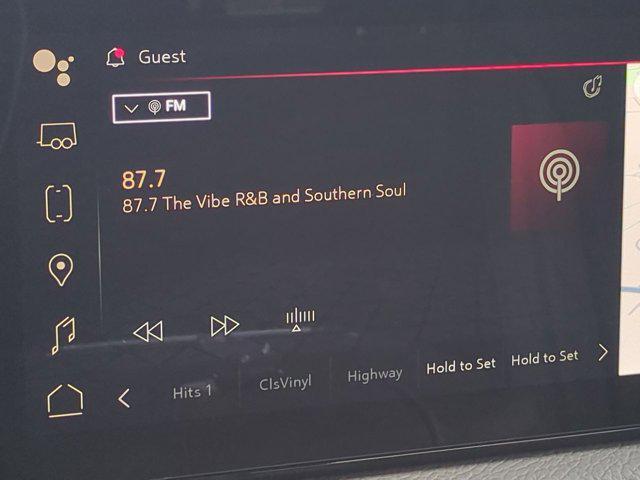 Guest
FM
87.7
87.7 The Vibe R&B and Southern Soul
Hits 1
ClsVinyl
Highway
Hold to Set
Hold to Set